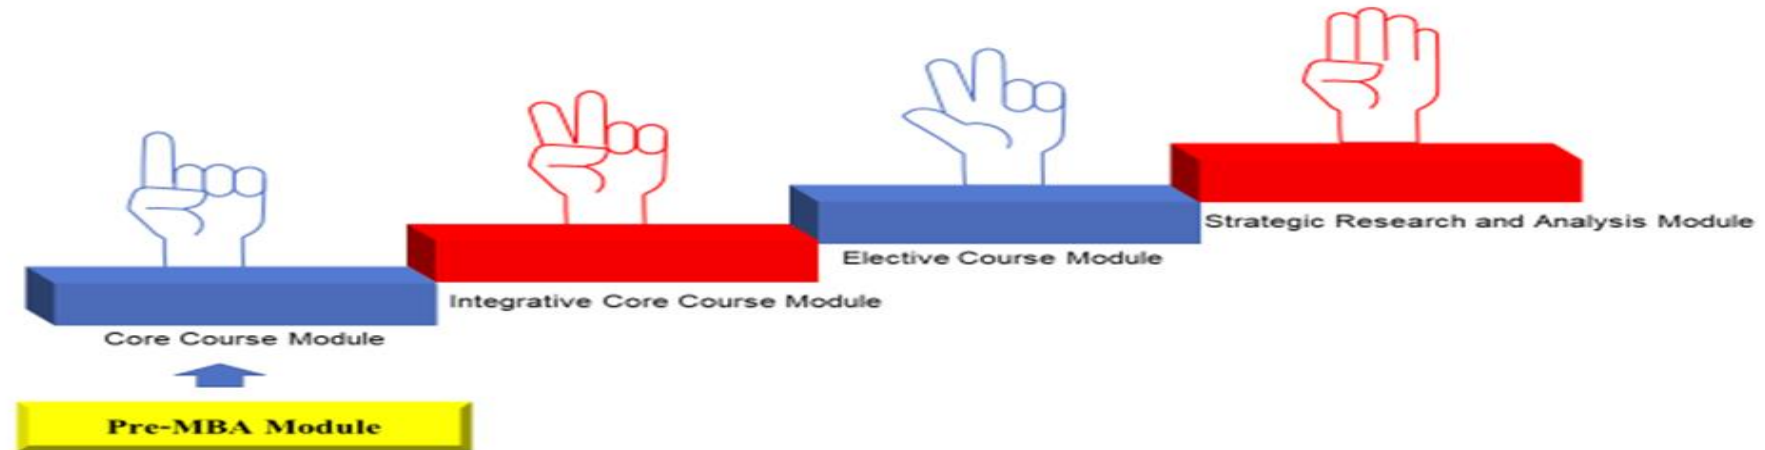 Strategic Research and Analysis Module
Elective Course Module
Integrative Core Course Module
Core Course Module
Pre-MBA Module